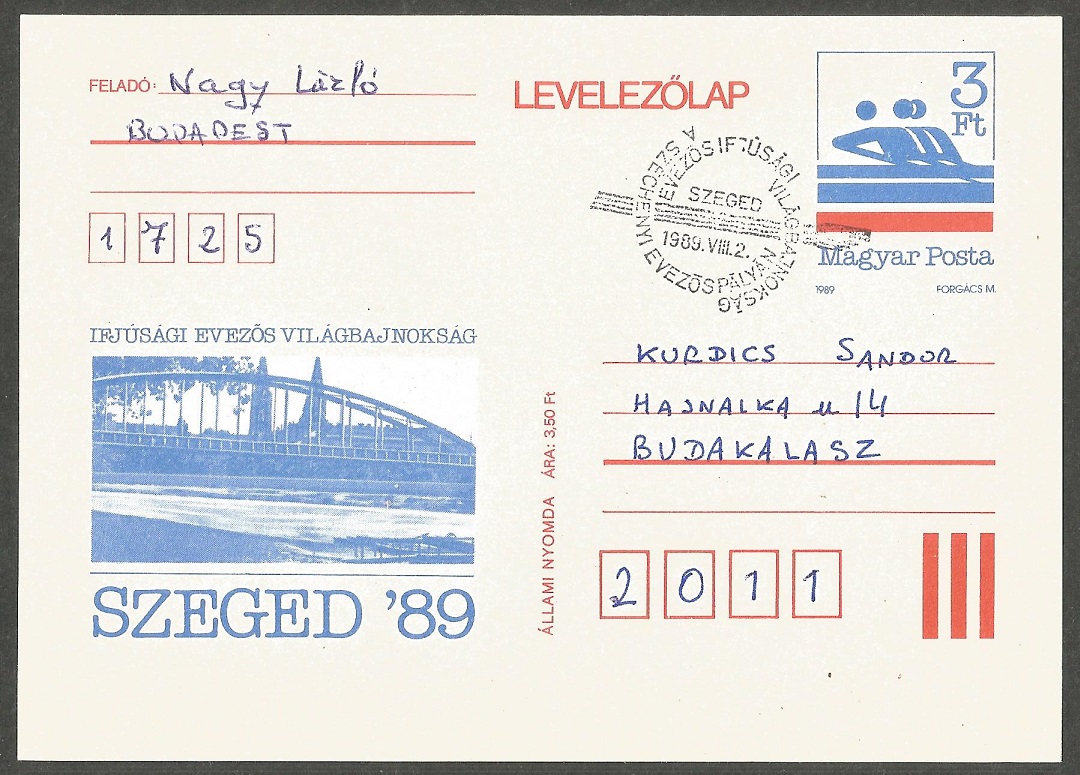 FELADÓ: Nagy László
BUDAPEST
1 7 2 5
LEVELEZŐLAP
3
Ft
Magyar Posta
1989 FORGÁCS M.
IFJÚSÁGI EVEZŐS VILÁGBAJNOKSÁG
A SZÉCHENYI EVEZŐSPÁLYÁN
SZEGED
1989.VIII.2.
IFJÚSÁGI EVEZŐS VILÁGBAJNOKSÁG
SZEGED '89
ÁLLAMI NYOMDA ÁRA: 3,50 Ft
KURDICS SANDOR
HAJNALKA u 14
BUDAKALASZ
2 0 1 1